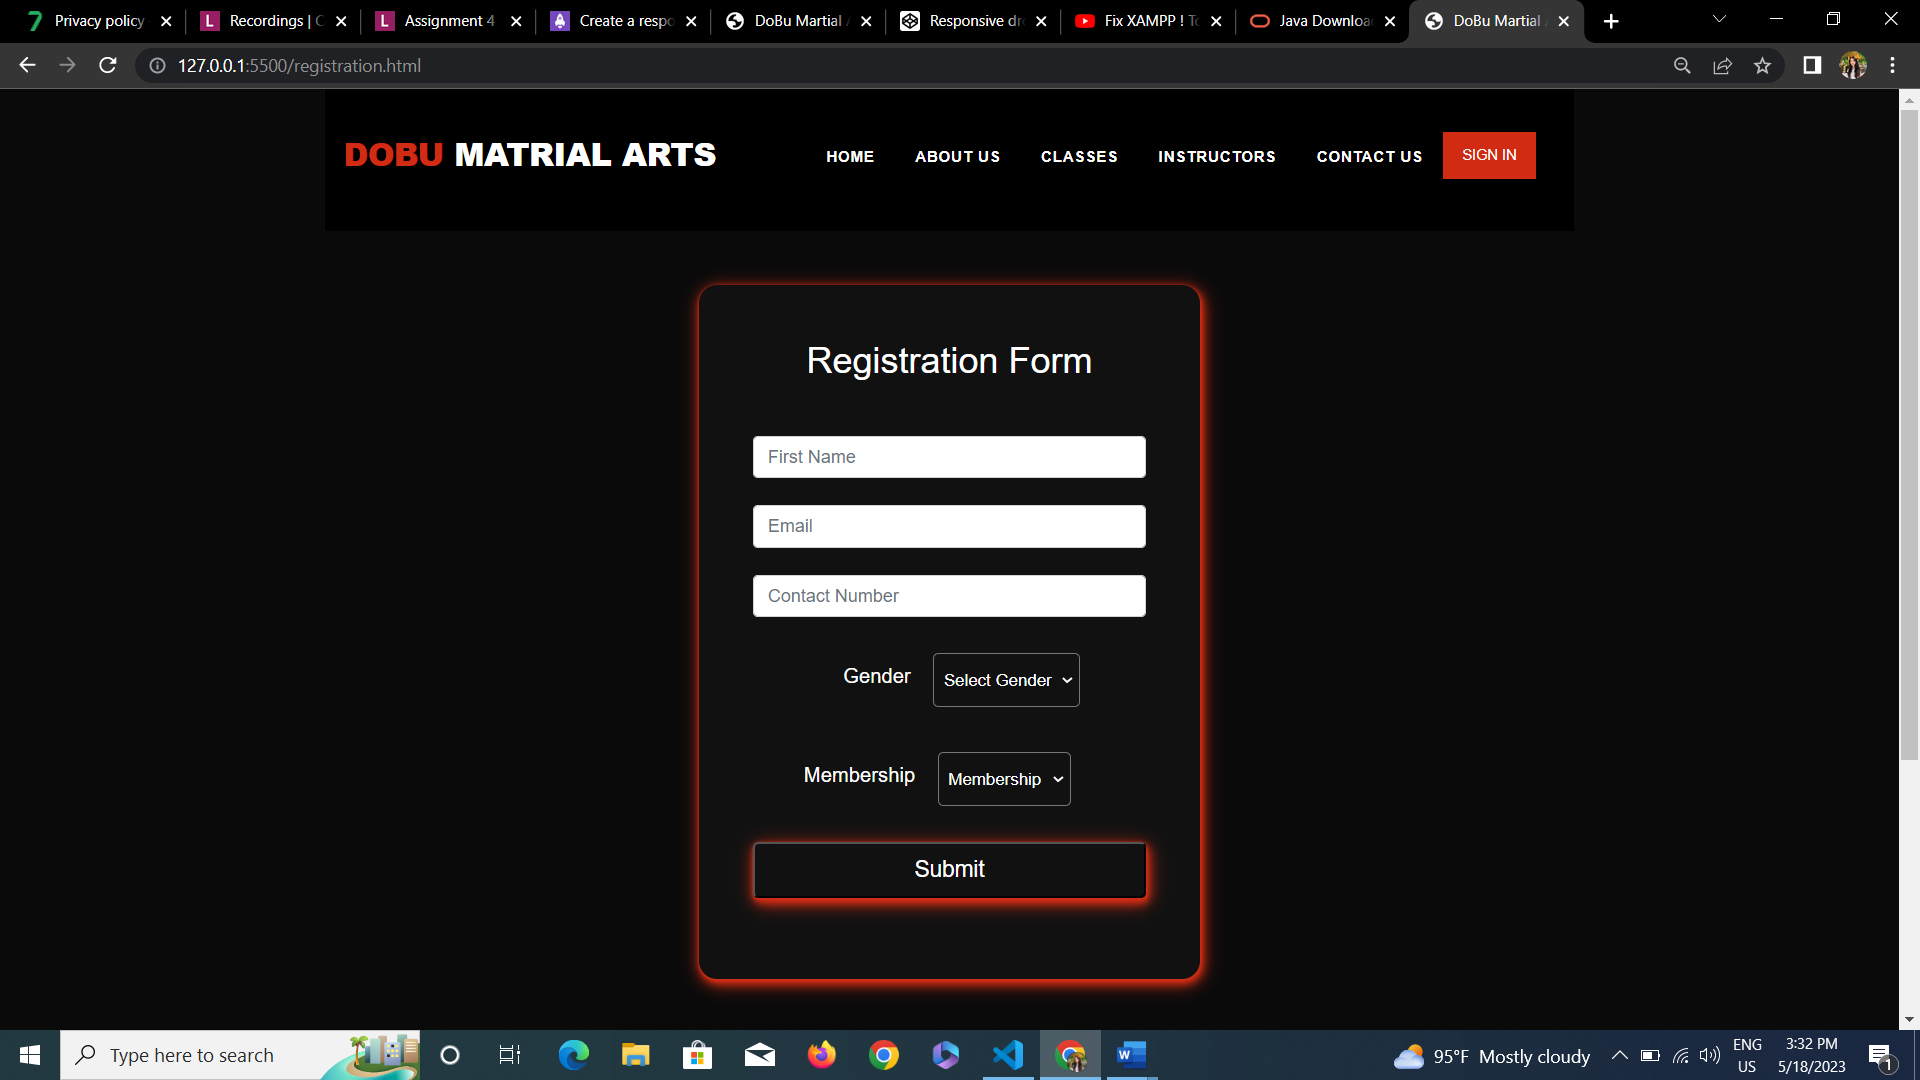 Privacy policy
Recordings | C
Assignment 4
Create a respo
DoBu Martial A
Responsive dr
Fix XAMPP ! To
Java Downloa
DoBu Martial A
127.0.0.1:5500/registration.html
DOBU MATRIAL ARTS
HOME
ABOUT US
CLASSES
INSTRUCTORS
CONTACT US
SIGN IN
Registration Form
First Name
Email
Contact Number
Gender
Select Gender
Membership
Membership
Submit
Type here to search
95°F Mostly cloudy
ENG
US
3:32 PM
5/18/2023
1